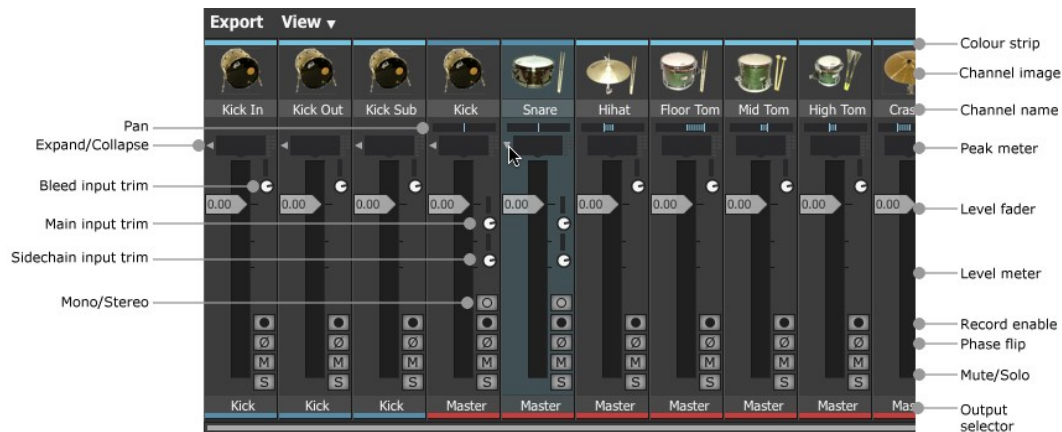 Export View ▼
Colour strip
Channel image
Kick In Kick Out Kick Sub Kick Snare Hihat Floor Tom Mid Tom High Tom Cras
Channel name
Pan
Expand/Collapse
Peak meter
Bleed input trim
0.00 0.00 0.00 0.00 0.00 0.00 0.00 0.00 0.00 0.00
Level fader
Main input trim
Sidechain input trim
Level meter
Mono/Stereo
Record enable
Ø Ø Ø Ø Ø Ø Ø Ø Ø
Phase flip
M M M M M M M M M
Mute/Solo
S S S S S S S S S
Kick Kick Kick Master Master Master Master Master Master Mas
Output
selector